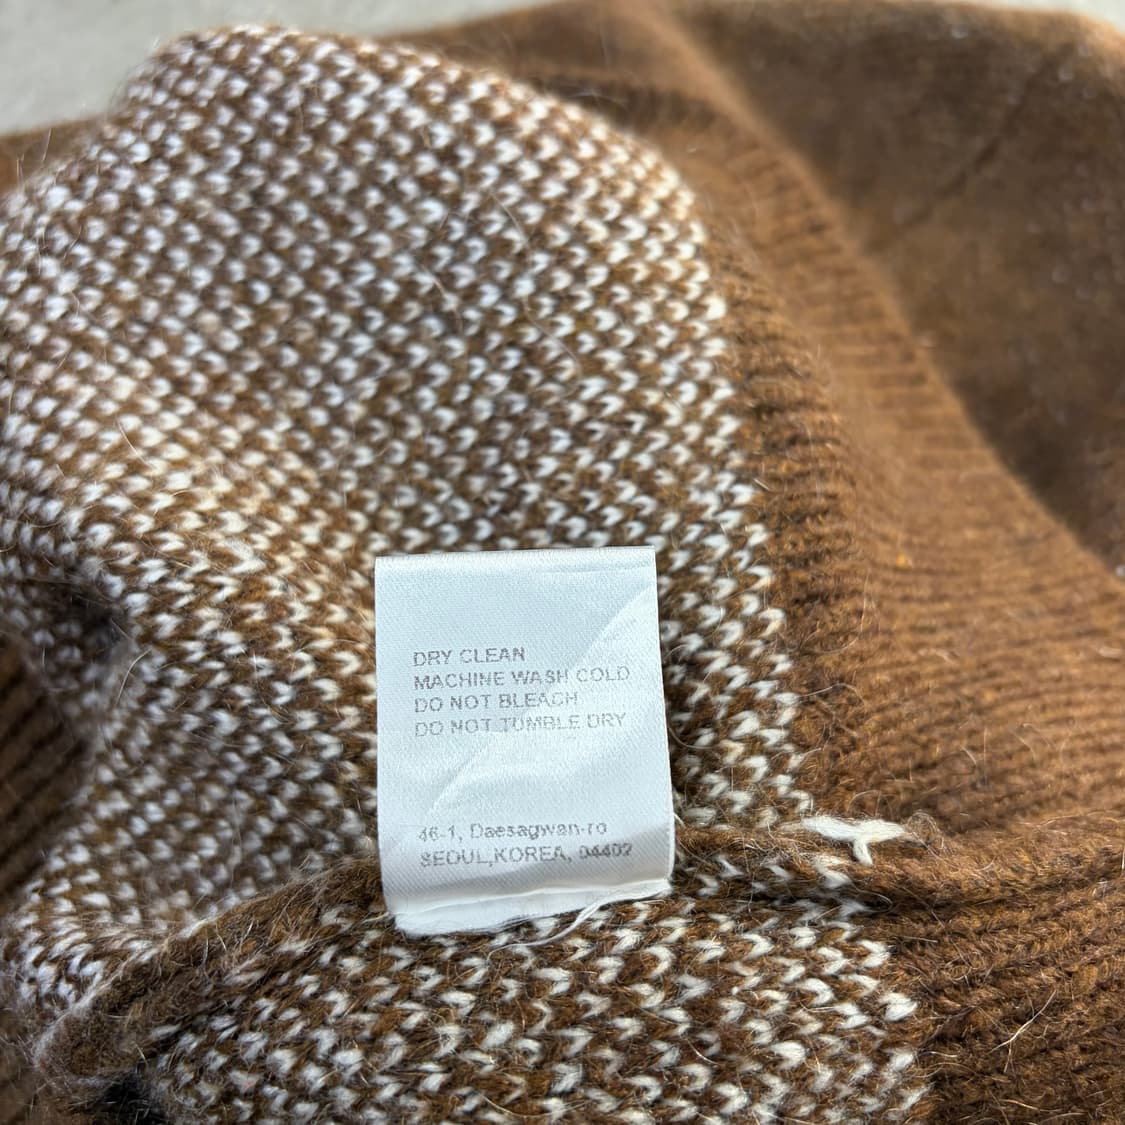 DRY CLEAN
MACHINE WASH COLD
DO NOT BLEACH
DO NOT TUMBLE DRY
46-1, Daesagwan-ro
SEOUL,KOREA, 04402